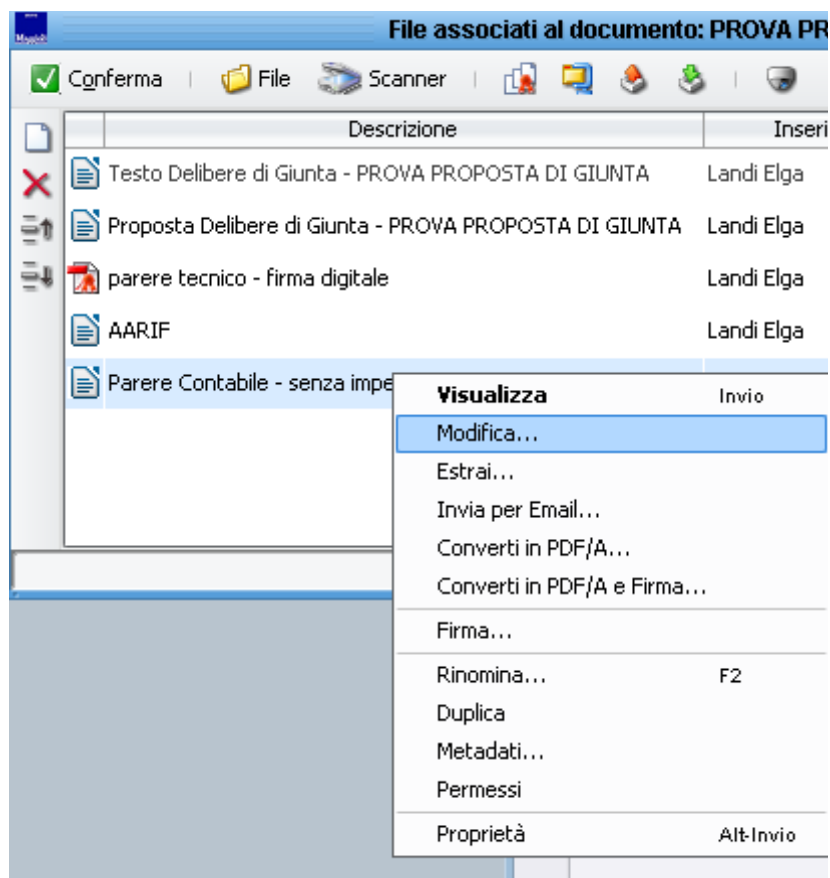 Maggioli
File associati al documento: PROVA PR
Conferma File Scanner
Descrizione Inseri
Testo Delibere di Giunta - PROVA PROPOSTA DI GIUNTA Landi Elga
Proposta Delibere di Giunta - PROVA PROPOSTA DI GIUNTA Landi Elga
parere tecnico - firma digitale Landi Elga
AARIF Landi Elga
Parere Contabile - senza impe
Visualizza Invio
Modifica...
Estrai...
Invia per Email...
Converti in PDF/A...
Converti in PDF/A e Firma...
Firma...
Rinomina... F2
Duplica
Metadati...
Permessi
Proprietà Alt-Invio